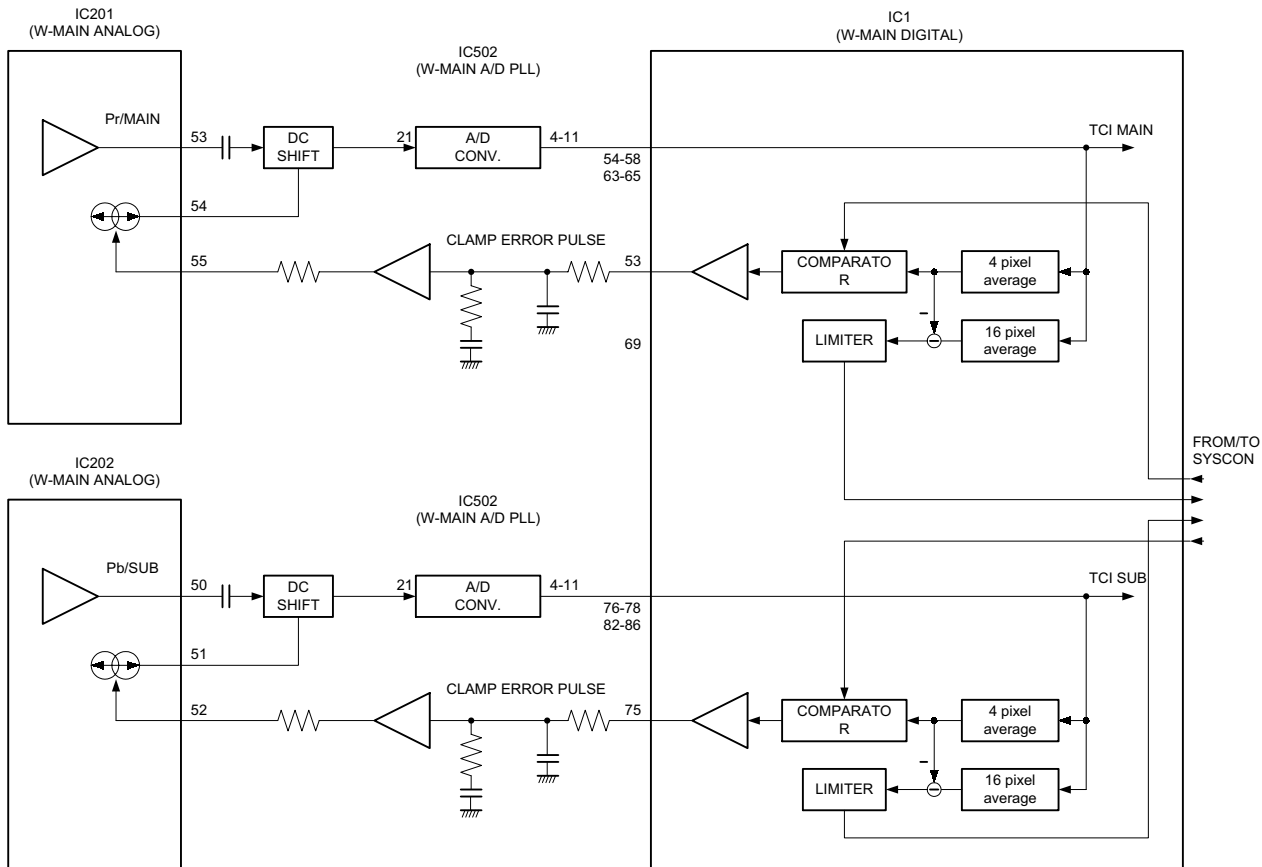 IC201
(W-MAIN ANALOG)
IC502
(W-MAIN A/D PLL)
IC1
(W-MAIN DIGITAL)
Pr/MAIN
53
DC
SHIFT
21
A/D
CONV.
4-11
54-58
63-65
TCI MAIN
54
55
CLAMP ERROR PULSE
53
COMPARATO
R
4 pixel
average
–
69
LIMITER
–
16 pixel
average
FROM/TO
SYSCON
IC202
(W-MAIN ANALOG)
IC502
(W-MAIN A/D PLL)
Pb/SUB
50
DC
SHIFT
21
A/D
CONV.
4-11
76-78
82-86
TCI SUB
51
52
CLAMP ERROR PULSE
75
COMPARATO
R
4 pixel
average
–
LIMITER
–
16 pixel
average